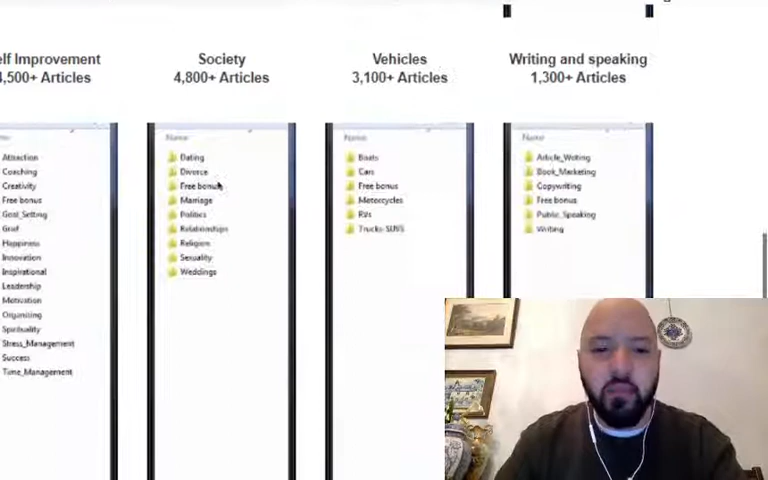 elf Improvement
4,500+ Articles
Attraction
Coaching
Creativity
Free bonus
Goal_Setting
Grief
Happiness
Innovation
Inspirational
Leadership
Motivation
Organizing
Spirituality
Stress_Management
Success
Time_Management
Society
4,800+ Articles
Name
Dating
Divorce
Free bonus
Marriage
Politics
Relationships
Religion
Sexuality
Weddings
Vehicles
3,100+ Articles
Name
Boats
Cars
Free bonus
Motorcycles
RVs
Trucks-SUVS
Writing and speaking
1,300+ Articles
Name
Article_Writing
Book_Marketing
Copywriting
Free bonus
Public_Speaking
Writing